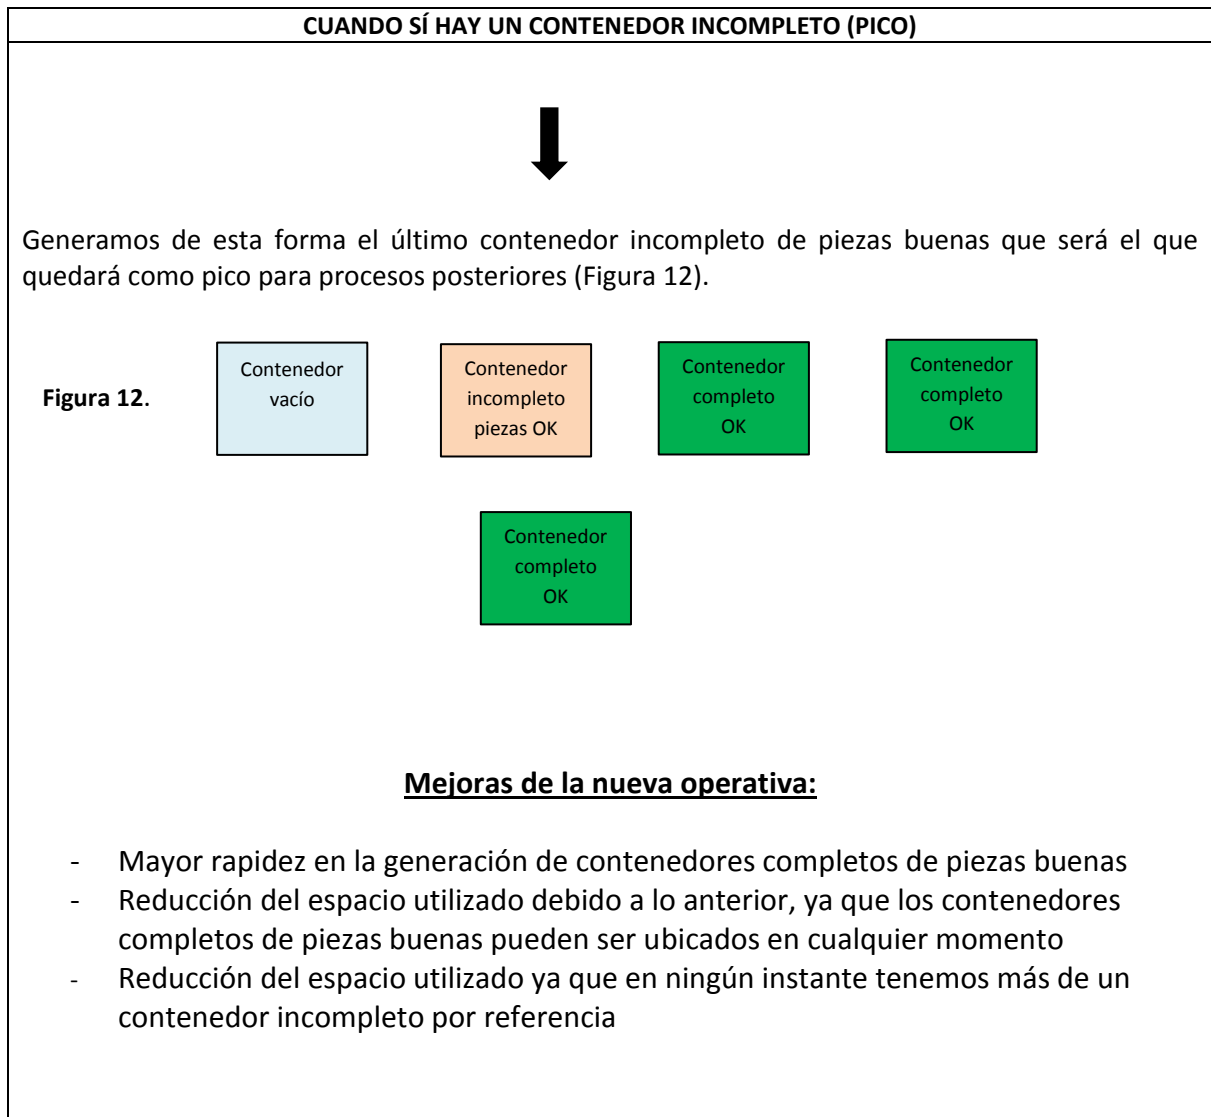 CUANDO SÍ HAY UN CONTENEDOR INCOMPLETO (PICO)
Generamos de esta forma el último contenedor incompleto de piezas buenas que será el que
quedará como pico para procesos posteriores (Figura 12).
Figura 12.
Contenedor
vacío
Contenedor
incompleto
piezas OK
Contenedor
completo
OK
Contenedor
completo
OK
Contenedor
completo
OK
Mejoras de la nueva operativa:
- Mayor rapidez en la generación de contenedores completos de piezas buenas
- Reducción del espacio utilizado debido a lo anterior, ya que los contenedores
completos de piezas buenas pueden ser ubicados en cualquier momento
- Reducción del espacio utilizado ya que en ningún instante tenemos más de un
contenedor incompleto por referencia